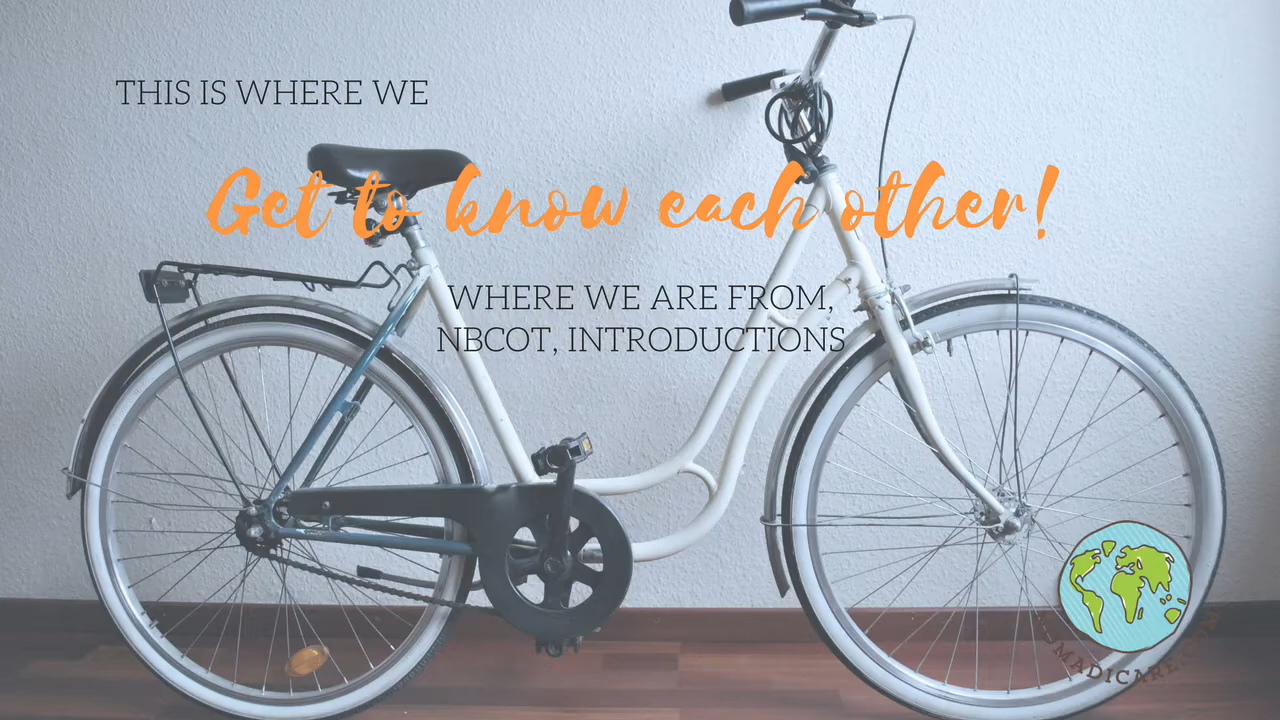 THIS IS WHERE WE
Get to know each other!
WHERE WE ARE FROM,
NBCOT, INTRODUCTIONS